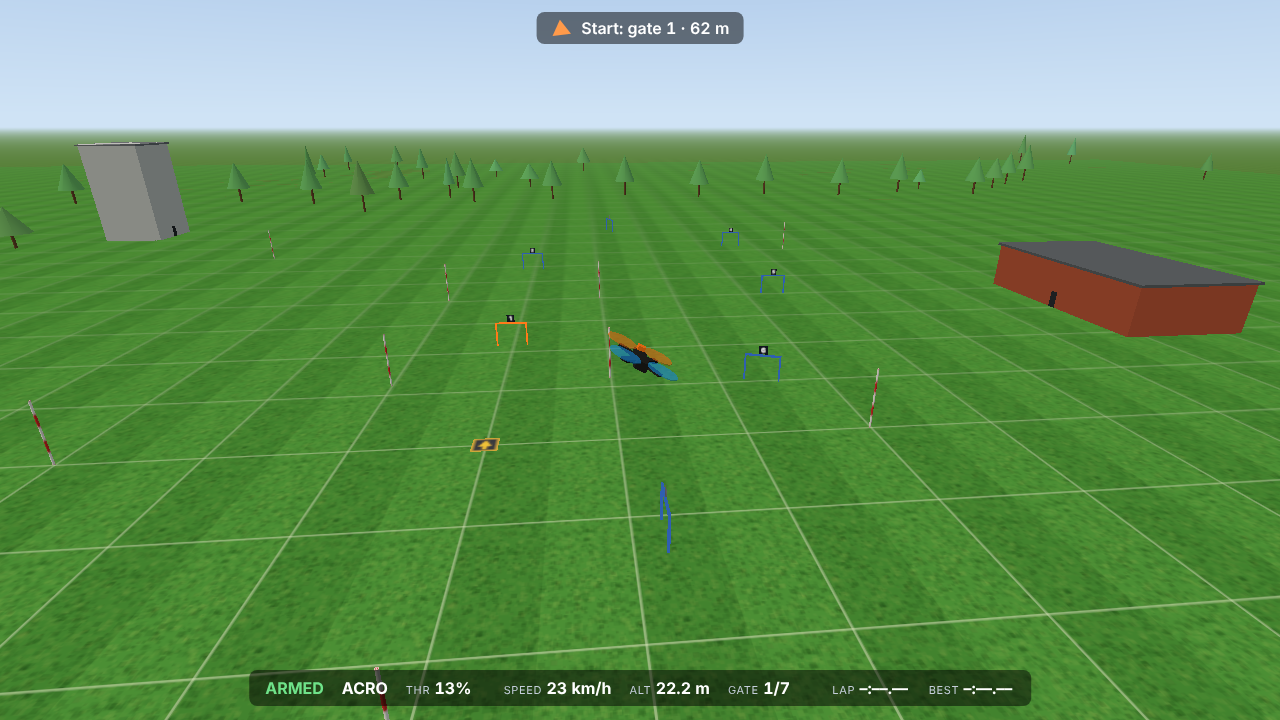 Start: gate 1 · 62 m
ARMED ACRO THR 13% SPEED 23 km/h ALT 22.2 m GATE 1/7 LAP –:––.–– BEST –:––.––